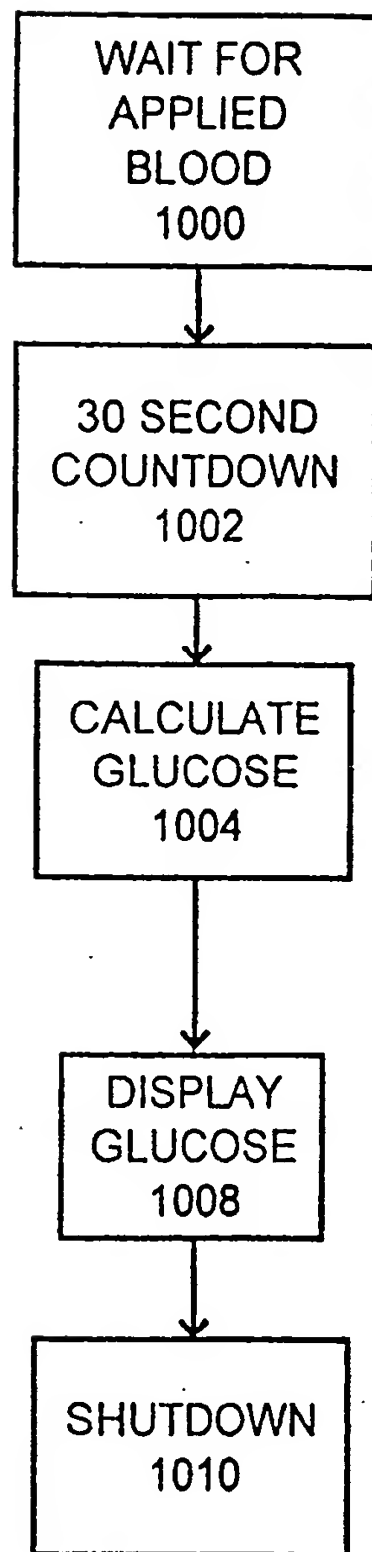 WAIT FOR
APPLIED
BLOOD
1000
30 SECOND
COUNTDOWN
1002
CALCULATE
GLUCOSE
1004
DISPLAY
GLUCOSE
1008
SHUTDOWN
1010